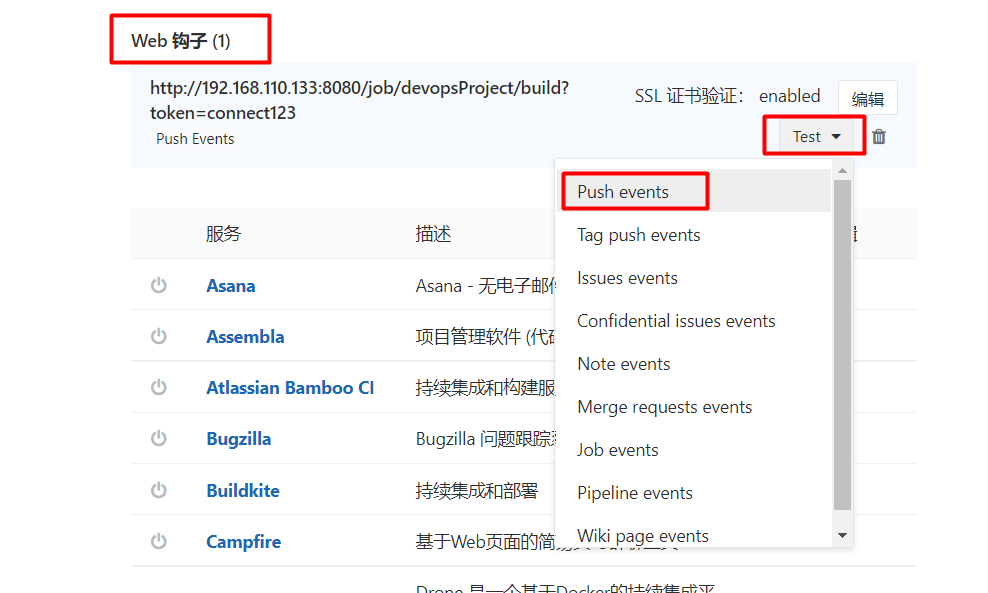 Web 钩子 (1)
http://192.168.110.133:8080/job/devopsProject/build?
token=connect123
Push Events
SSL 证书验证： enabled
编辑
Test
Push events
Tag push events
Issues events
Confidential issues events
Note events
Merge requests events
Job events
Pipeline events
Wiki page events
服务 描述
Asana Asana - 无电子邮件
Assembla 项目管理软件 (代码
Atlassian Bamboo CI 持续集成和构建服
Bugzilla Bugzilla 问题跟踪
Buildkite 持续集成和部署
Campfire 基于Web页面的简
Drone 是一个基于Docker的持续集成平